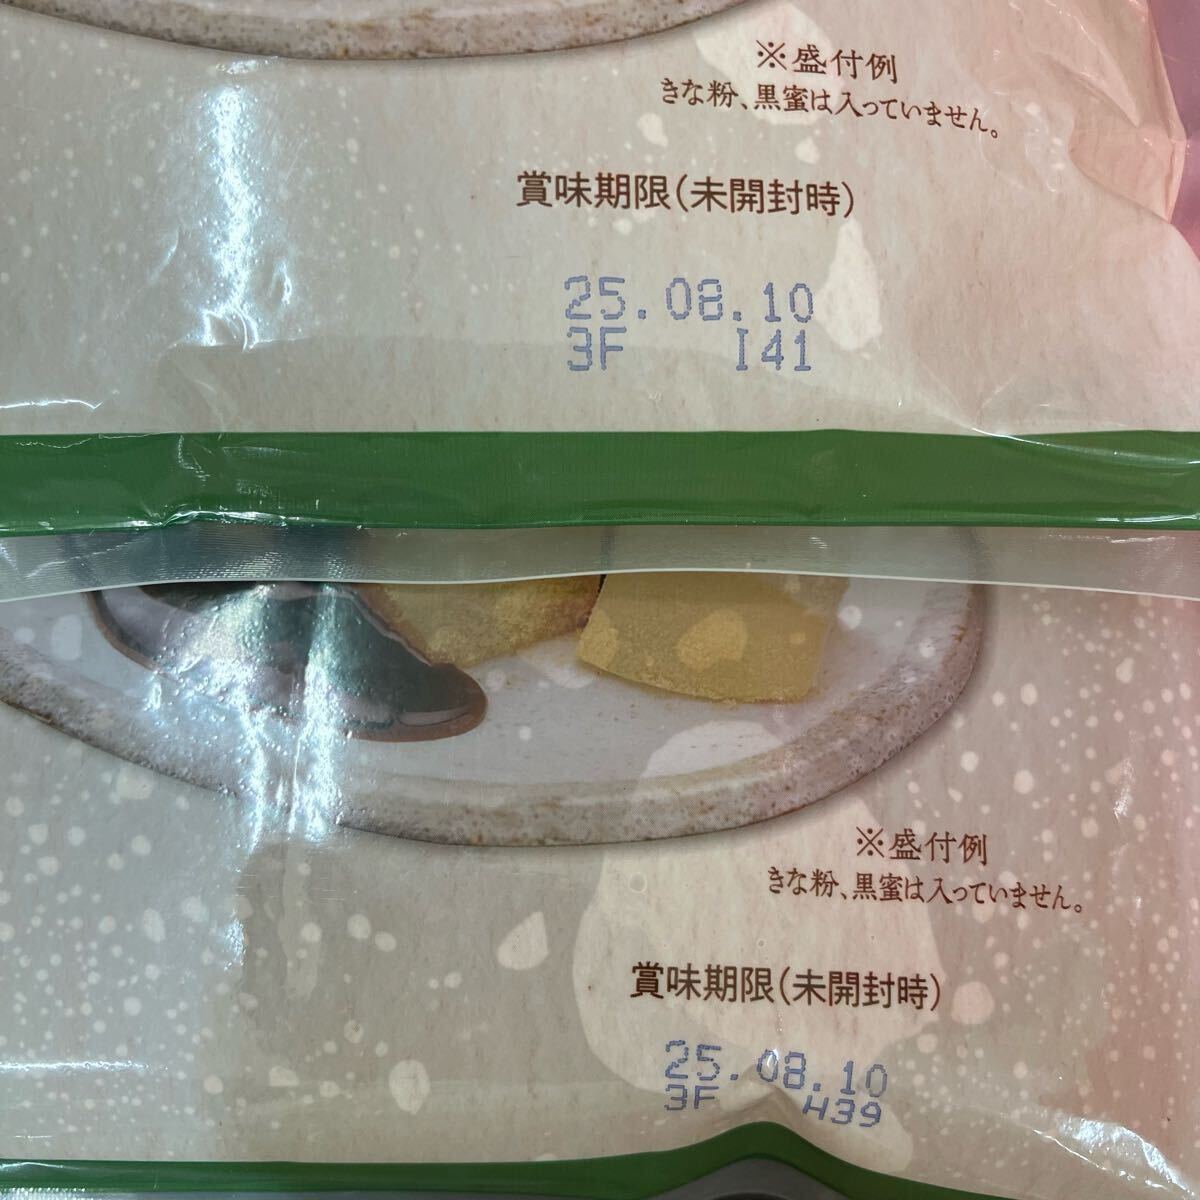 ※盛付例
きな粉、黒蜜は入っていません。
賞味期限(未開封時)
25.08.10
3F I41
※盛付例
きな粉、黒蜜は入っていません。
賞味期限(未開封時)
25.08.10
3F H39